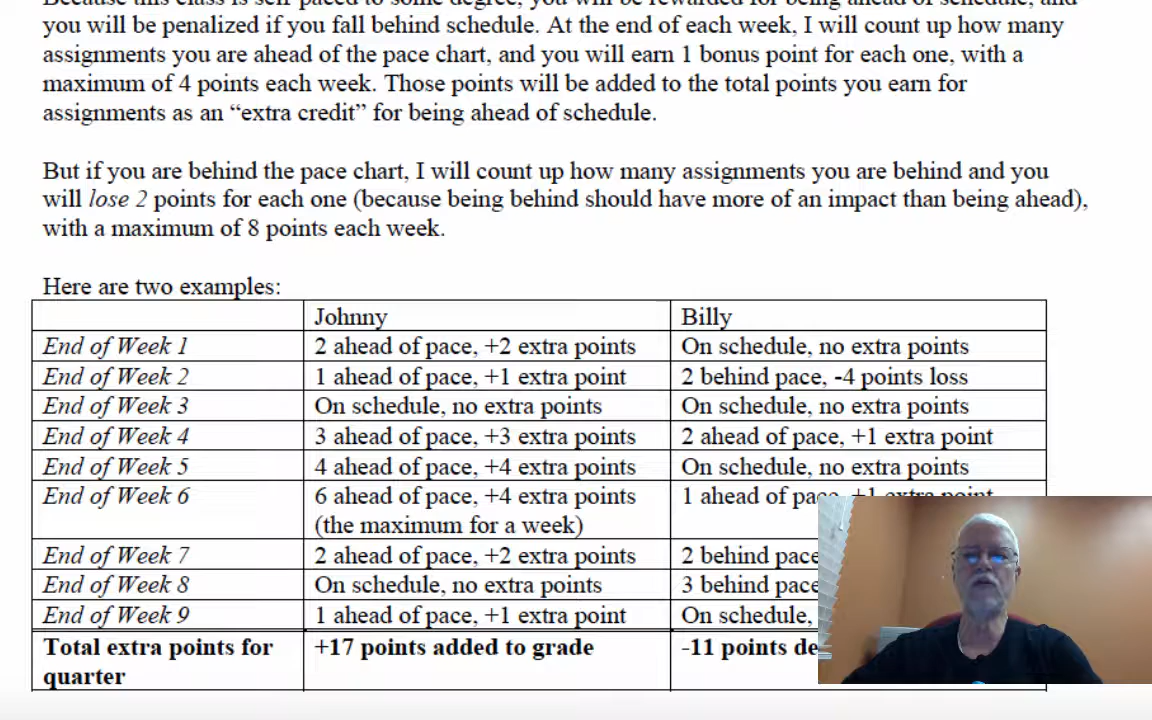 you will be penalized if you fall behind schedule. At the end of each week, I will count up how many
assignments you are ahead of the pace chart, and you will earn 1 bonus point for each one, with a
maximum of 4 points each week. Those points will be added to the total points you earn for
assignments as an “extra credit” for being ahead of schedule.
But if you are behind the pace chart, I will count up how many assignments you are behind and you
will lose 2 points for each one (because being behind should have more of an impact than being ahead),
with a maximum of 8 points each week.
Here are two examples:
Johnny Billy
End of Week 1 2 ahead of pace, +2 extra points On schedule, no extra points
End of Week 2 1 ahead of pace, +1 extra point 2 behind pace, -4 points loss
End of Week 3 On schedule, no extra points On schedule, no extra points
End of Week 4 3 ahead of pace, +3 extra points 2 ahead of pace, +1 extra point
End of Week 5 4 ahead of pace, +4 extra points On schedule, no extra points
End of Week 6 6 ahead of pace, +4 extra points 1 ahead of pace, +1 extra point
(the maximum for a week)
End of Week 7 2 ahead of pace, +2 extra points 2 behind pace
End of Week 8 On schedule, no extra points 3 behind pace
End of Week 9 1 ahead of pace, +1 extra point On schedule,
Total extra points for +17 points added to grade -11 points
quarter